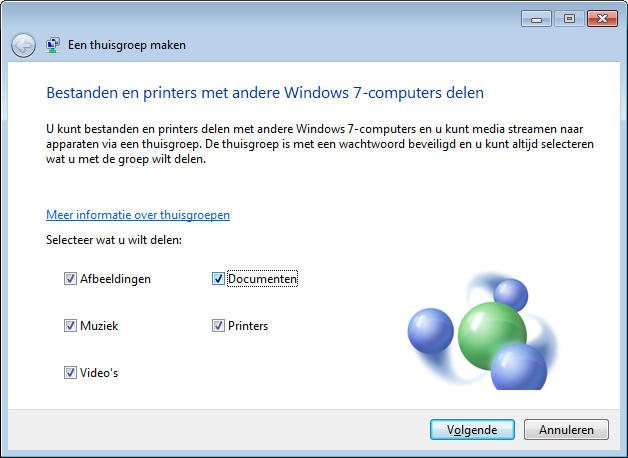 Een thuisgroep maken
Bestanden en printers met andere Windows 7-computers delen
U kunt bestanden en printers delen met andere Windows 7-computers en u kunt media streamen naar
apparaten via een thuisgroep. De thuisgroep is met een wachtwoord beveiligd en u kunt altijd selecteren
wat u met de groep wilt delen.
Meer informatie over thuisgroepen
Selecteer wat u wilt delen:
Afbeeldingen
Documenten
Muziek
Printers
Video's
Volgende
Annuleren